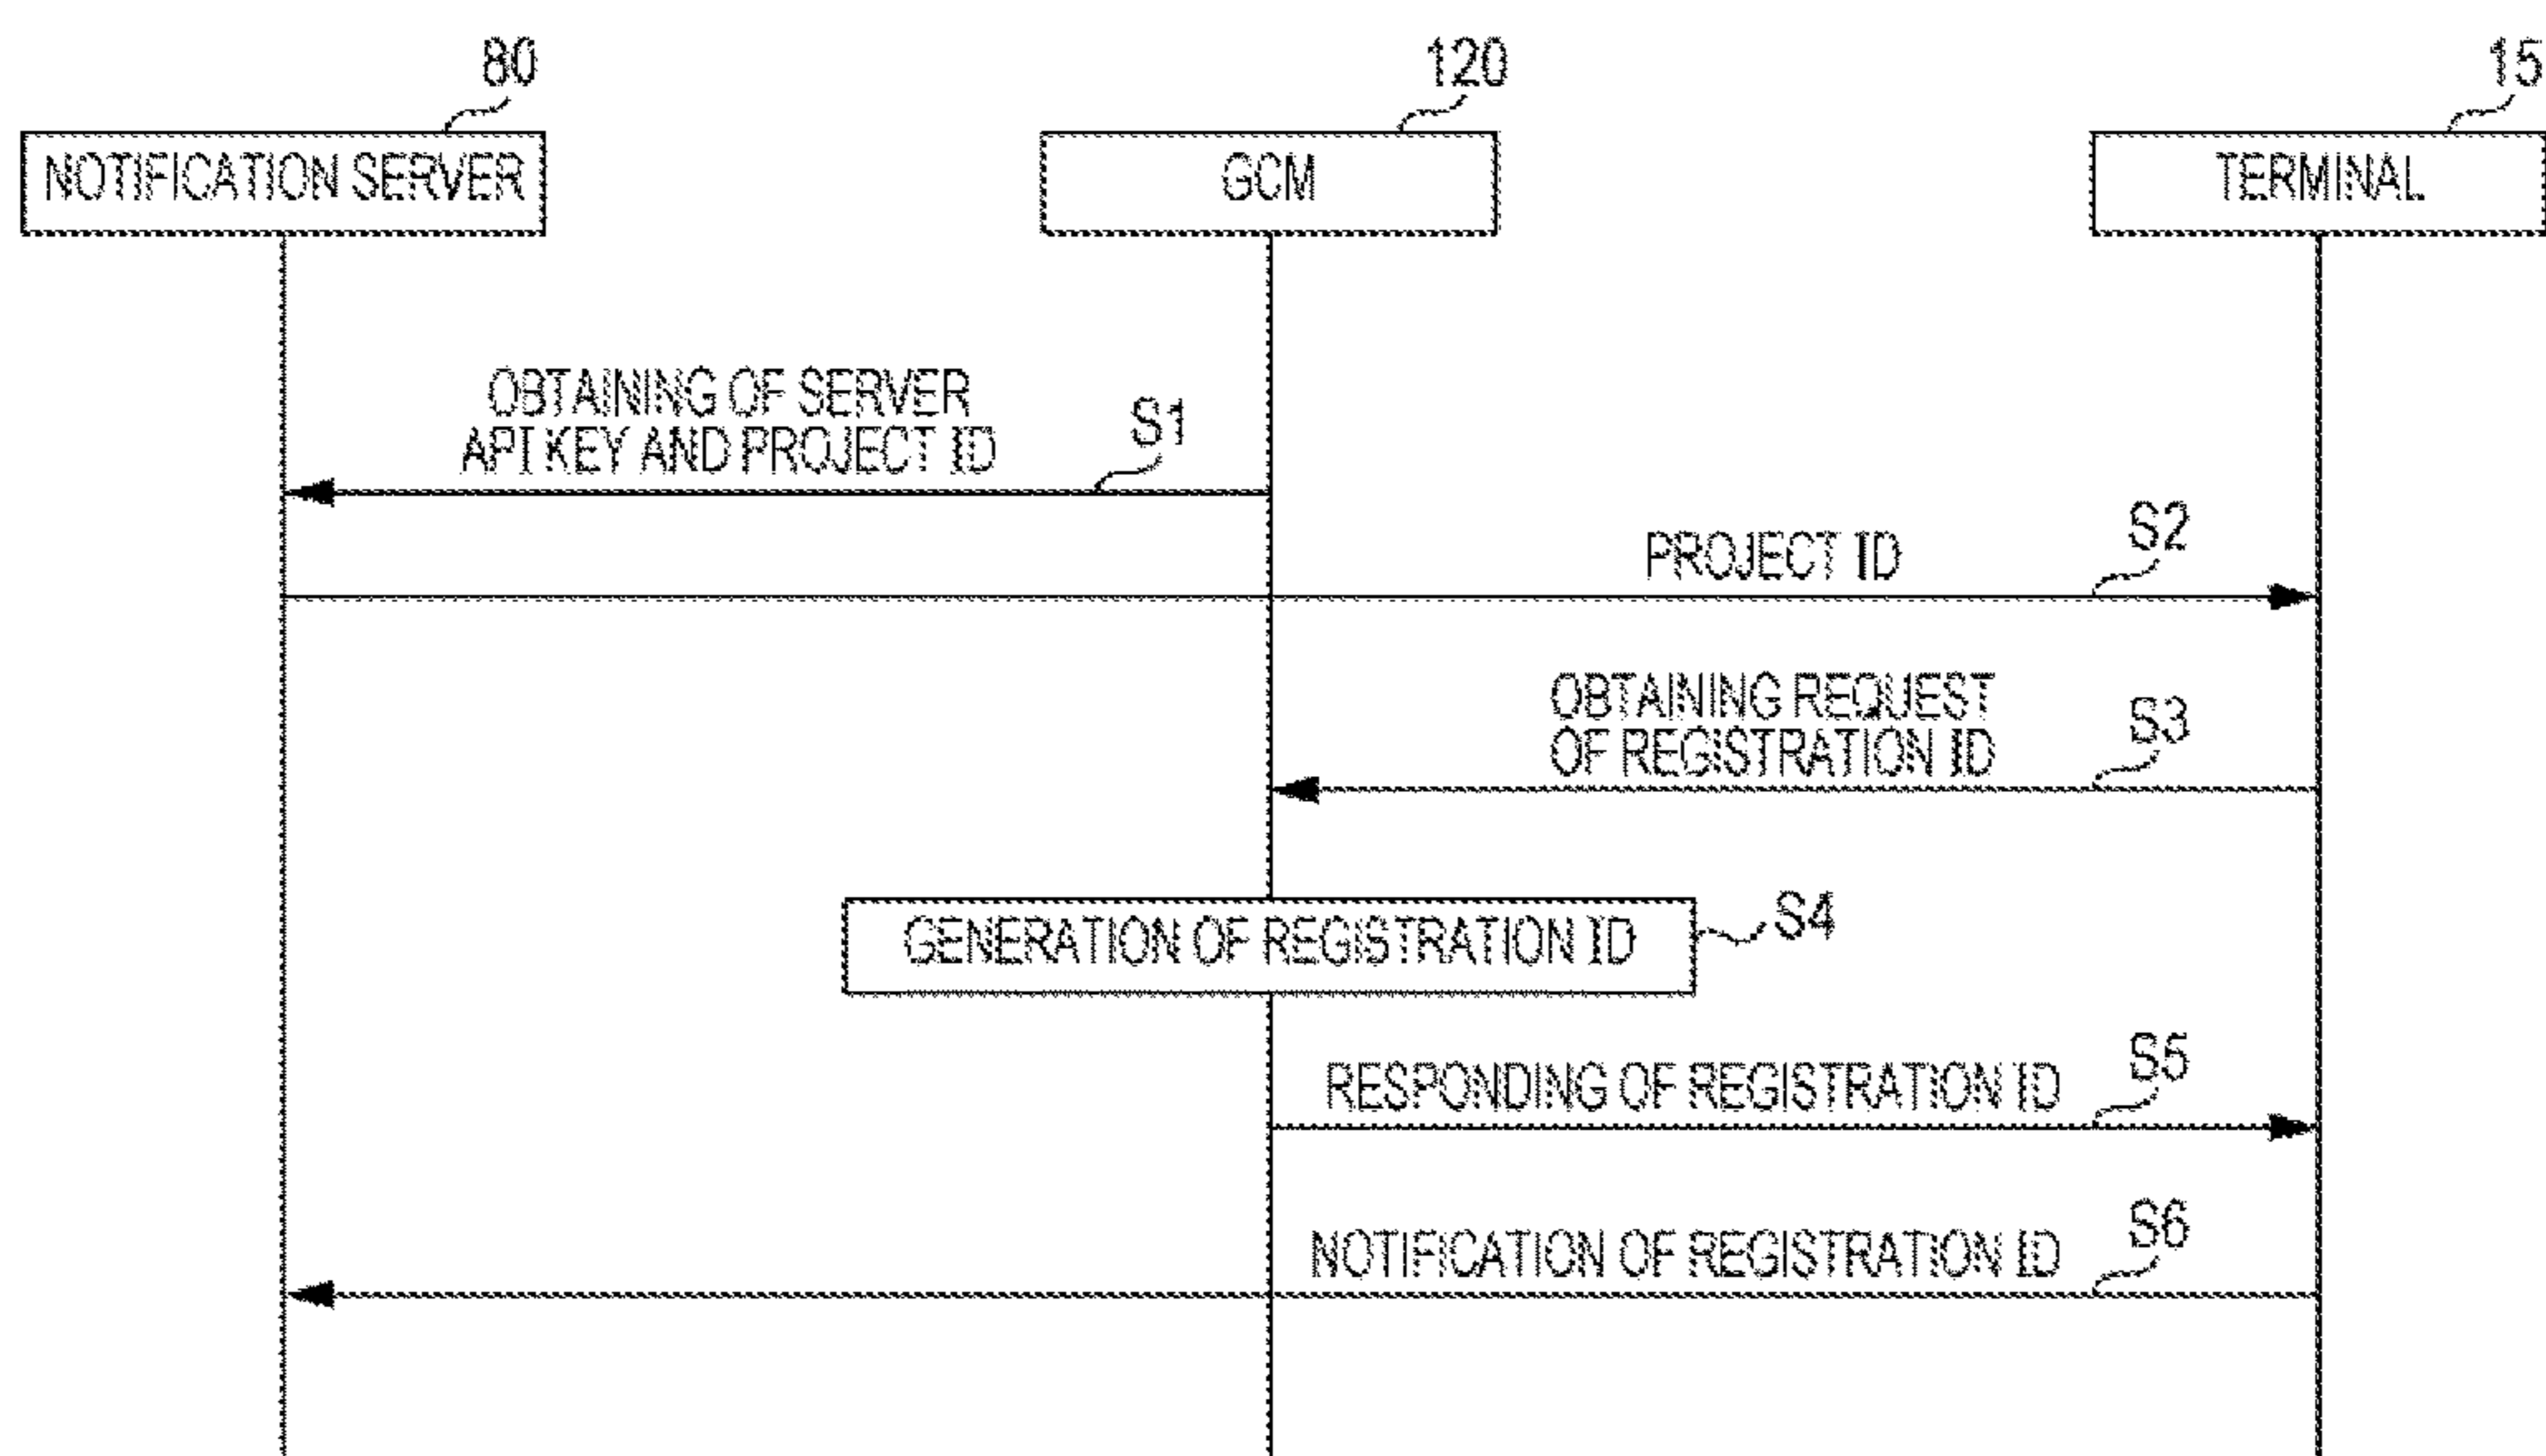 80
120
15
NOTIFICATION SERVER
GCM
TERMINAL
OBTAINING OF SERVER
API KEY AND PROJECT ID
S1
PROJECT ID
S2
OBTAINING REQUEST
OF REGISTRATION ID
S3
GENERATION OF REGISTRATION ID
S4
RESPONDING OF REGISTRATION ID
S5
NOTIFICATION OF REGISTRATION ID
S6